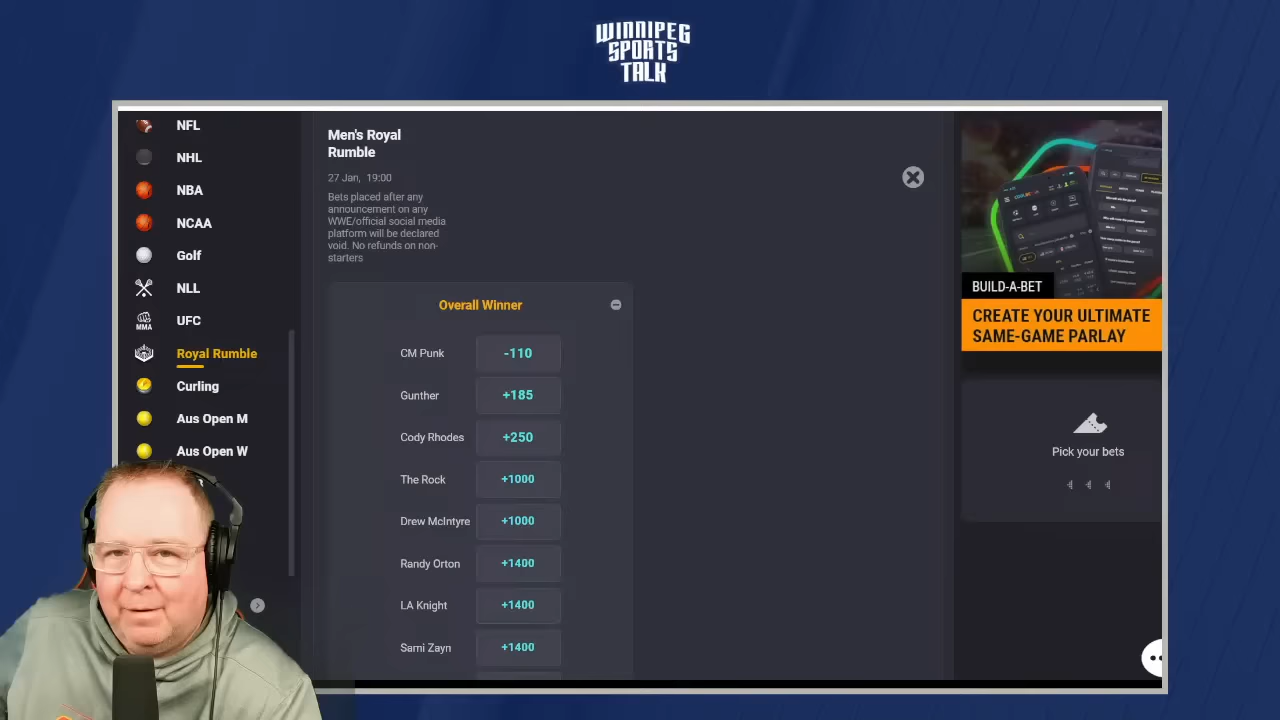 WINNIPEG
SPORTS
TALK
NFL
NHL
NBA
NCAA
Golf
NLL
MMA
UFC
Royal Rumble
Curling
Aus Open M
Aus Open W
Men's Royal
Rumble
27 Jan, 19:00
Bets placed after any
announcement on any
WWE/official social media
platform will be declared
void. No refunds on non-
starters
Overall Winner
CM Punk -110
Gunther +185
Cody Rhodes +250
The Rock +1000
Drew McIntyre +1000
Randy Orton +1400
LA Knight +1400
Sami Zayn +1400
BUILD-A-BET
CREATE YOUR ULTIMATE
SAME-GAME PARLAY
Pick your bets